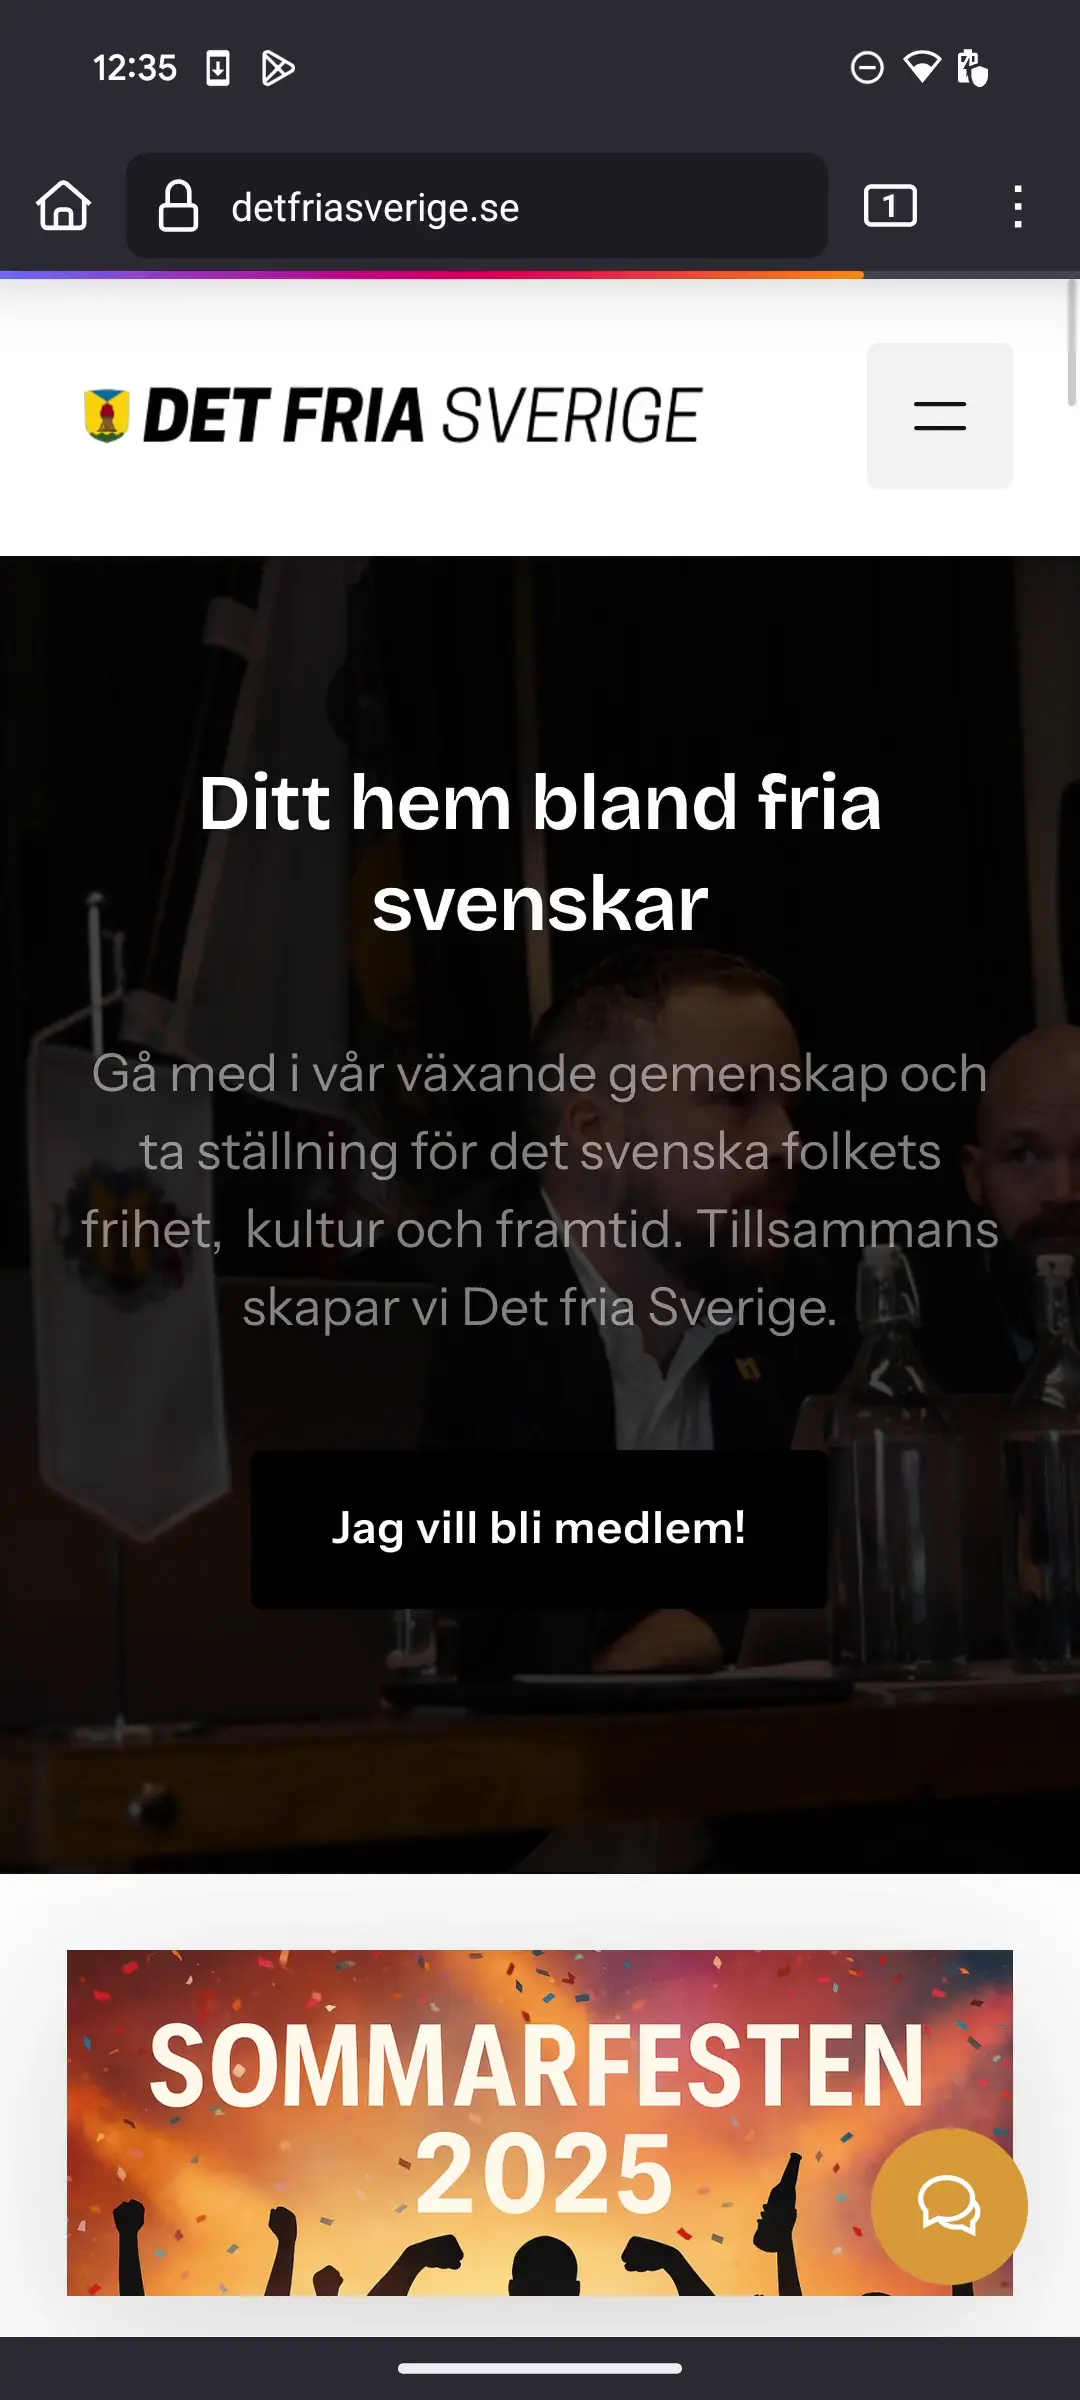 12:35
detfriasverige.se
1
DET FRIA SVERIGE
Ditt hem bland fria
svenskar
Gå med i vår växande gemenskap och
ta ställning för det svenska folkets
frihet,  kultur och framtid. Tillsammans
skapar vi Det fria Sverige.
Jag vill bli medlem!
SOMMARFESTEN
2025